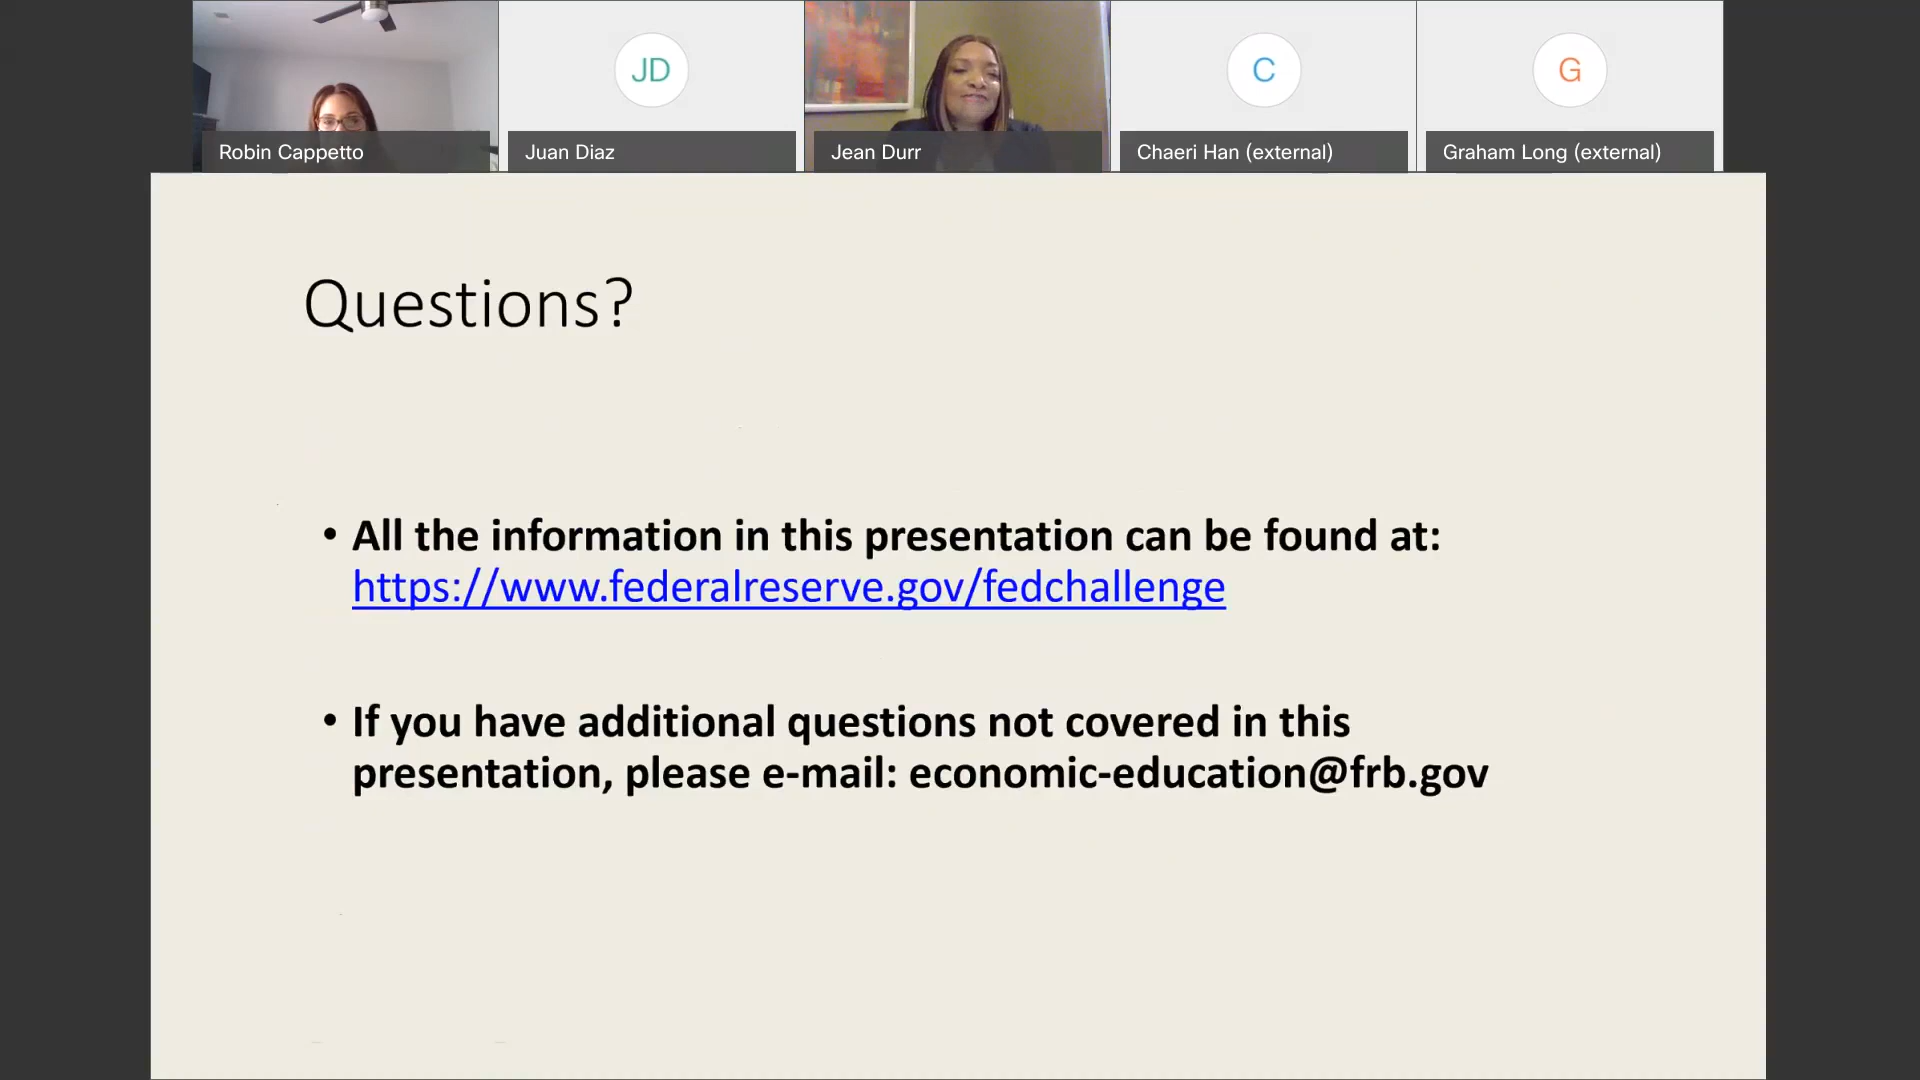 JD
C
G
Robin Cappetto
Juan Diaz
Jean Durr
Chaeri Han (external)
Graham Long (external)
Questions?
• All the information in this presentation can be found at:
https://www.federalreserve.gov/fedchallenge
• If you have additional questions not covered in this
presentation, please e-mail: economic-education@frb.gov